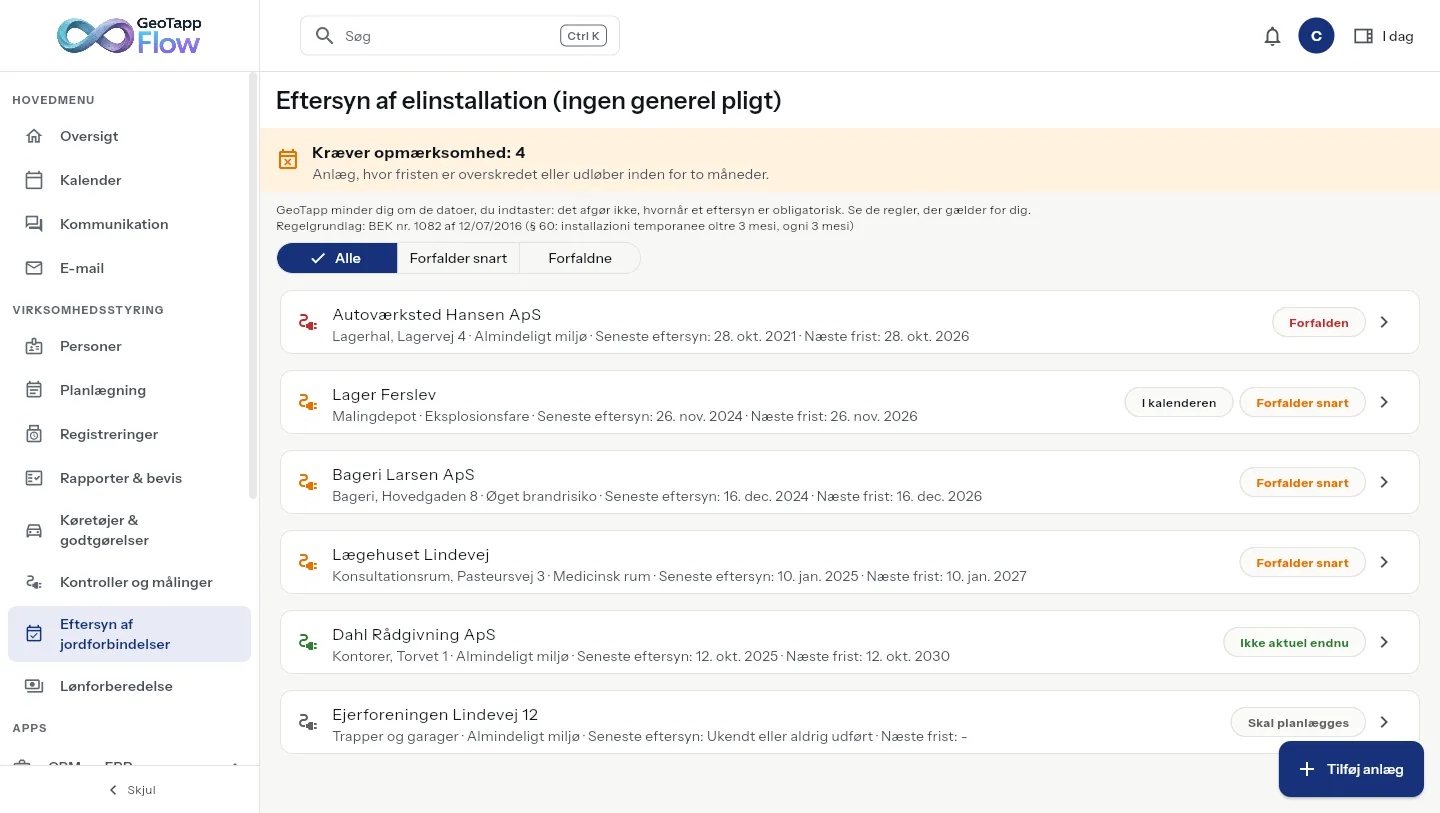 GeoTapp
Flow
Søg
Ctrl K
C
I dag
HOVEDMENU
Oversigt
Kalender
Kommunikation
E-mail
VIRKSOMHEDSSTYRING
Personer
Planlægning
Registreringer
Rapporter & bevis
Køretøjer &
godtgørelser
Kontroller og målinger
Eftersyn af
jordforbindelser
Lønforberedelse
APPS
Skjul
Eftersyn af elinstallation (ingen generel pligt)
Kræver opmærksomhed: 4
Anlæg, hvor fristen er overskredet eller udløber inden for to måneder.
GeoTapp minder dig om de datoer, du indtaster: det afgør ikke, hvornår et eftersyn er obligatorisk. Se de regler, der gælder for dig.
Regelgrundlag: BEK nr. 1082 af 12/07/2016 (§ 60: installazioni temporanee oltre 3 mesi, ogni 3 mesi)
Alle
Forfalder snart
Forfaldne
Autoværksted Hansen ApS
Lagerhal, Lagervej 4 · Almindeligt miljø · Seneste eftersyn: 28. okt. 2021 · Næste frist: 28. okt. 2026
Forfalden
Lager Ferslev
Malingdepot · Eksplosionsfare · Seneste eftersyn: 26. nov. 2024 · Næste frist: 26. nov. 2026
I kalenderen
Forfalder snart
Bageri Larsen ApS
Bageri, Hovedgaden 8 · Øget brandrisiko · Seneste eftersyn: 16. dec. 2024 · Næste frist: 16. dec. 2026
Forfalder snart
Lægehuset Lindevej
Konsultationsrum, Pasteursvej 3 · Medicinsk rum · Seneste eftersyn: 10. jan. 2025 · Næste frist: 10. jan. 2027
Forfalder snart
Dahl Rådgivning ApS
Kontorer, Torvet 1 · Almindeligt miljø · Seneste eftersyn: 12. okt. 2025 · Næste frist: 12. okt. 2030
Ikke aktuel endnu
Ejerforeningen Lindevej 12
Trapper og garager · Almindeligt miljø · Seneste eftersyn: Ukendt eller aldrig udført · Næste frist: -
Skal planlægges
Tilføj anlæg